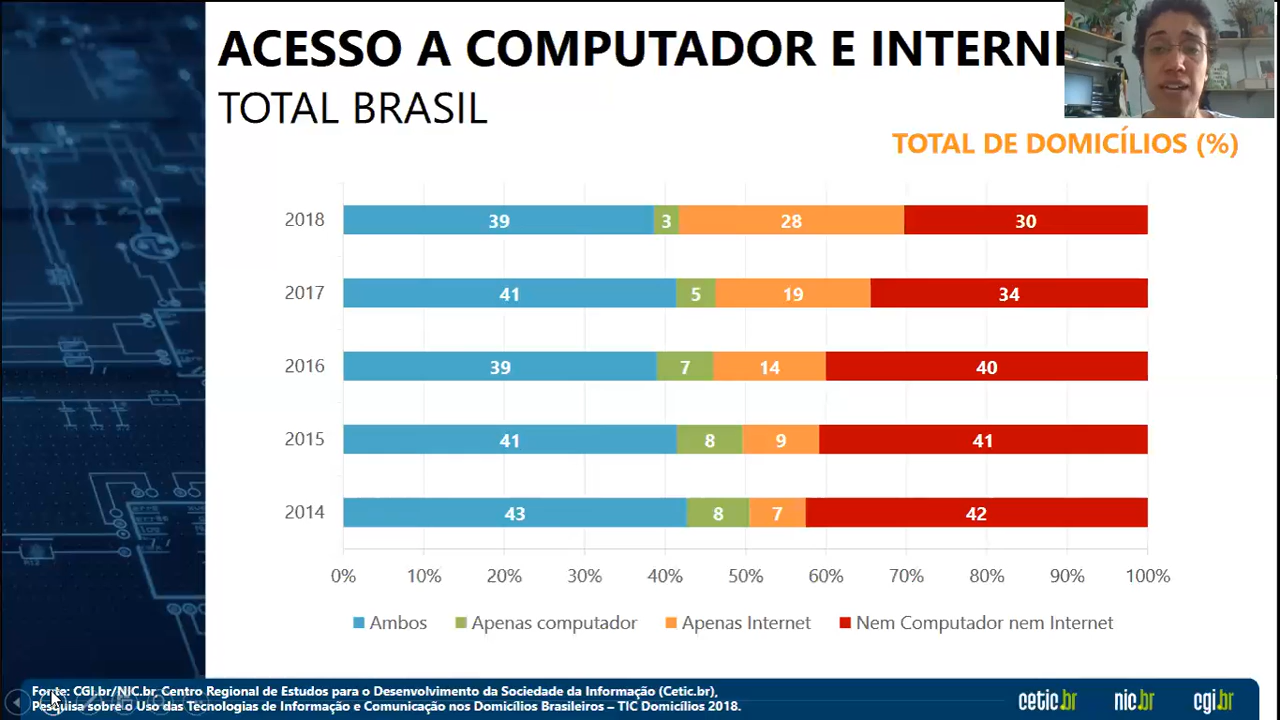 ACESSO A COMPUTADOR E INTERN
TOTAL BRASIL
TOTAL DE DOMICÍLIOS (%)
2018 39 3 28 30
2017 41 5 19 34
2016 39 7 14 40
2015 41 8 9 41
2014 43 8 7 42
0% 10% 20% 30% 40% 50% 60% 70% 80% 90% 100%
Ambos Apenas computador Apenas Internet Nem Computador nem Internet
Fonte: CGI.br/NIC.br, Centro Regional de Estudos para o Desenvolvimento da Sociedade da Informação (Cetic.br),
Pesquisa sobre o Uso das Tecnologias de Informação e Comunicação nos Domicílios Brasileiros – TIC Domicílios 2018.
cetic.br nic.br cgi.br